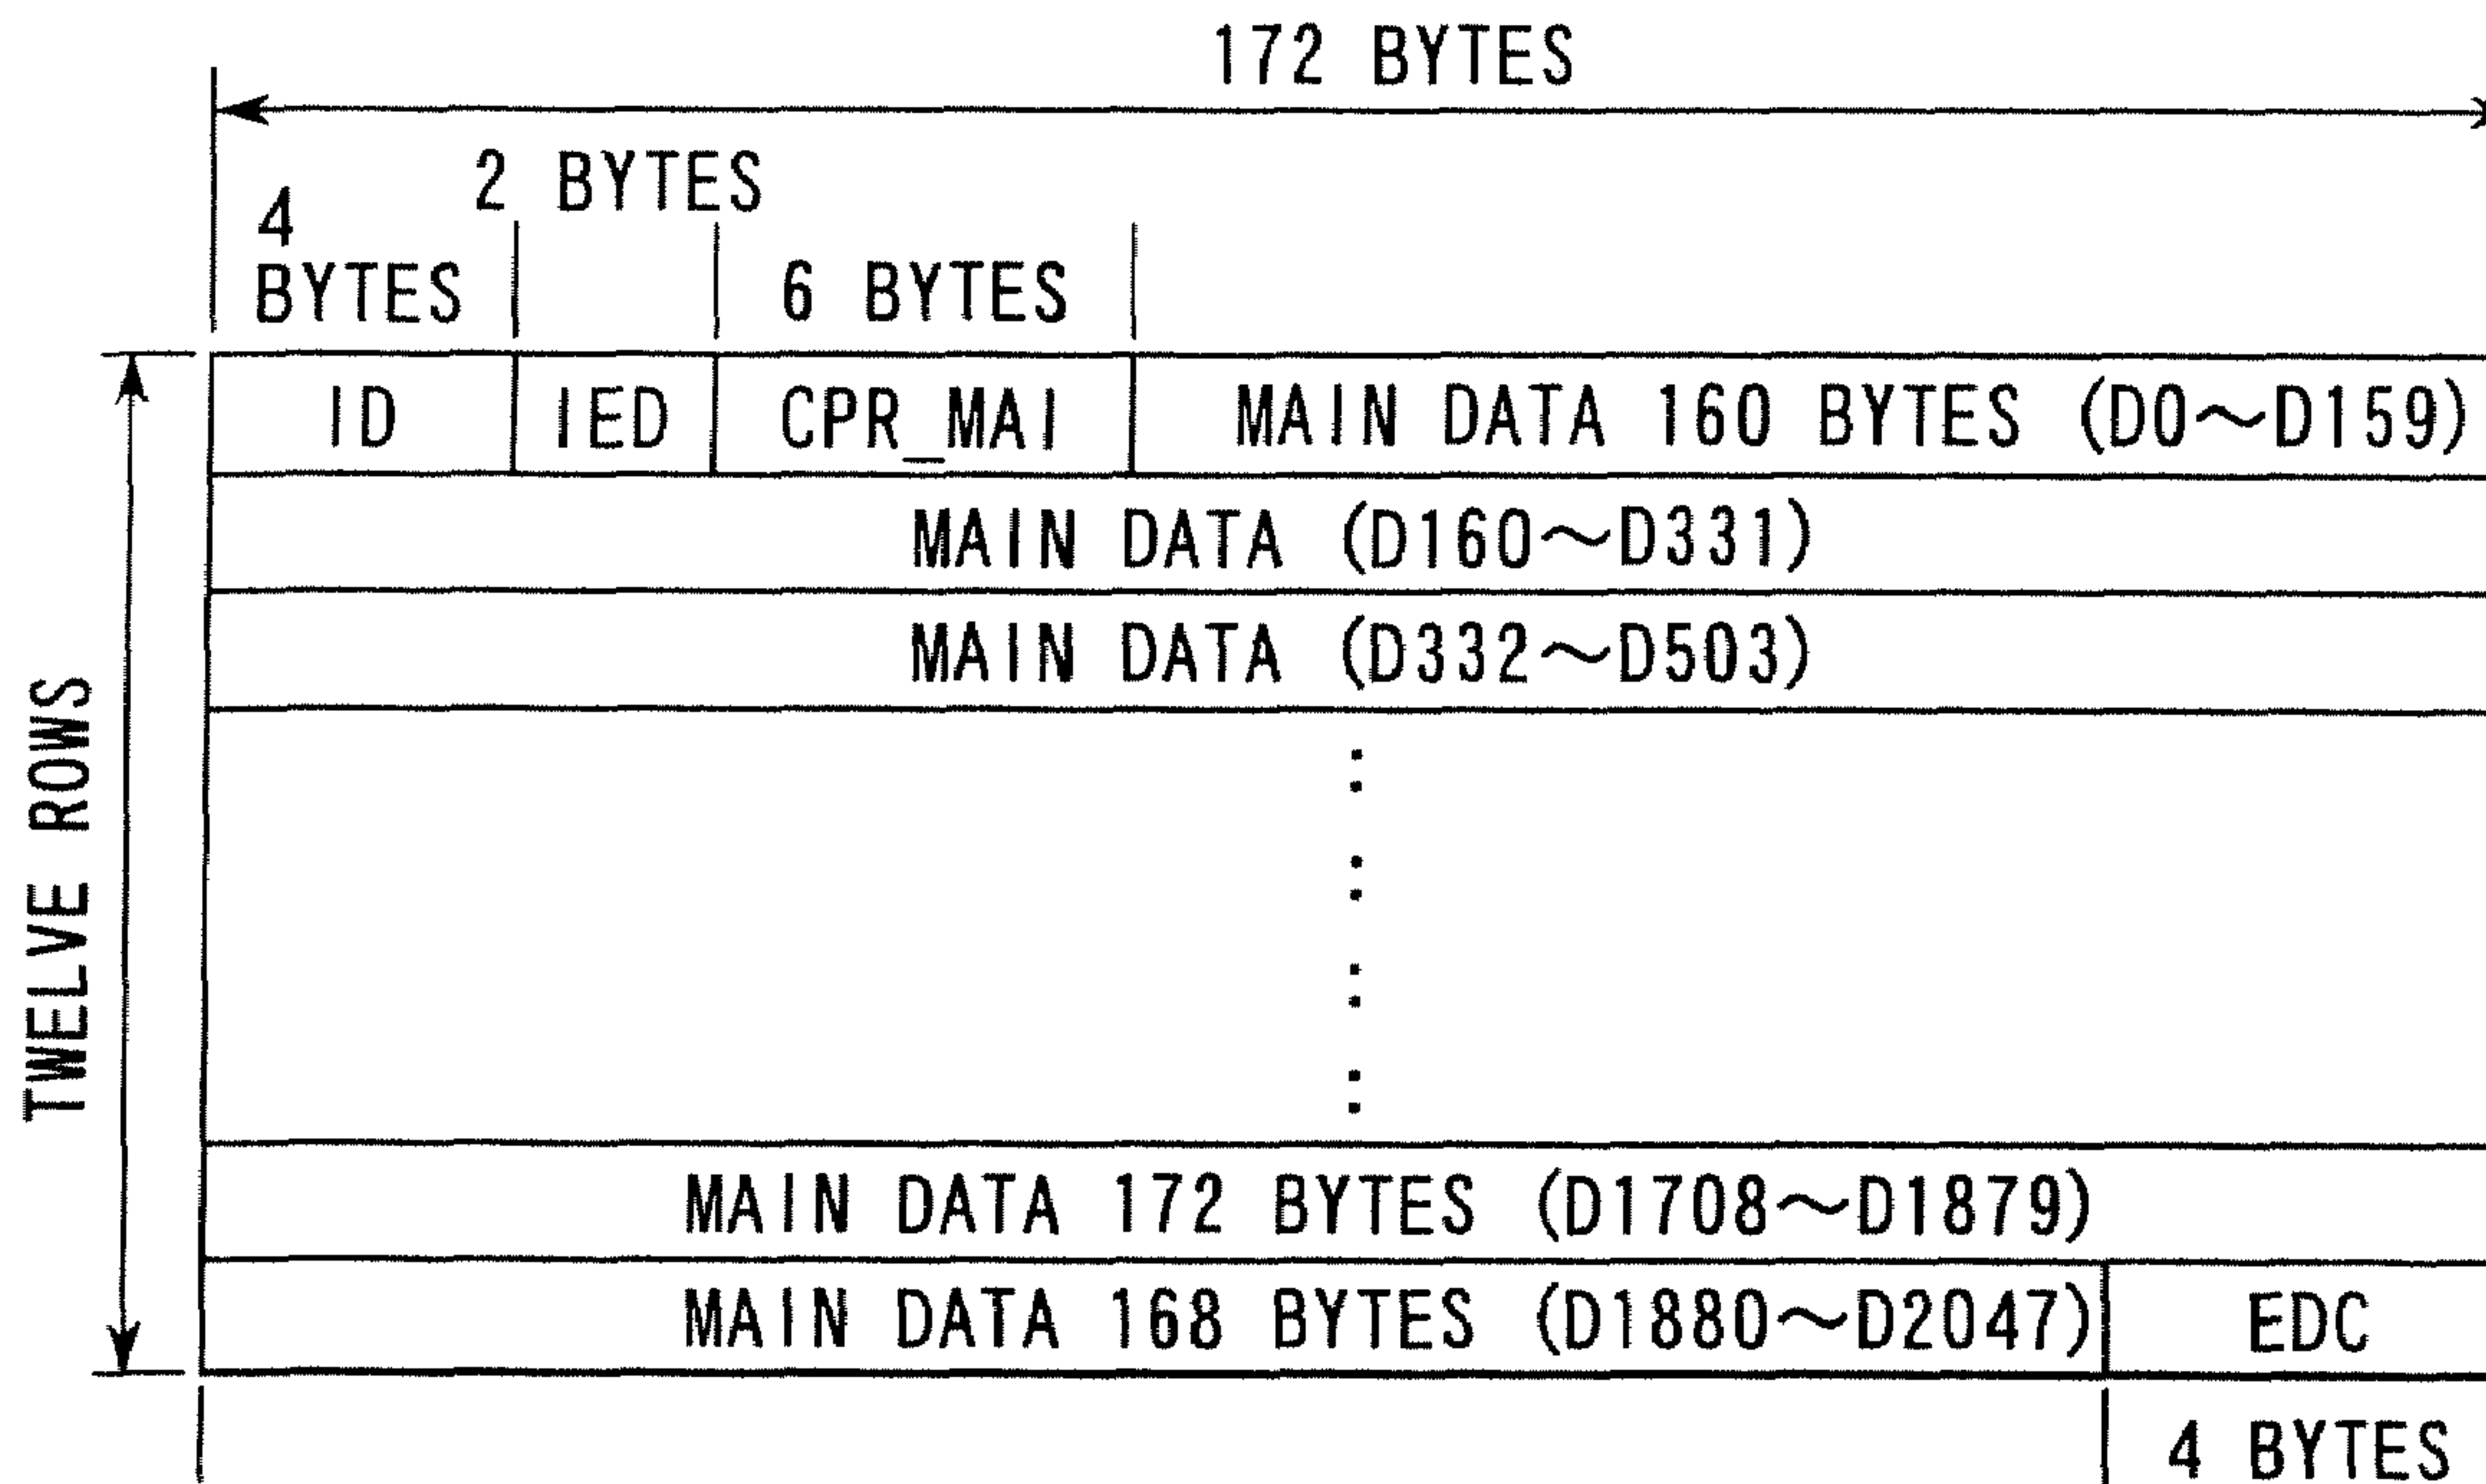 172 BYTES
2 BYTES
4
BYTES
6 BYTES
ID IED CPR_MAI MAIN DATA 160 BYTES (D0～D159)
MAIN DATA (D160～D331)
MAIN DATA (D332～D503)
TWELVE ROWS
MAIN DATA 172 BYTES (D1708～D1879)
MAIN DATA 168 BYTES (D1880～D2047) EDC
4 BYTES